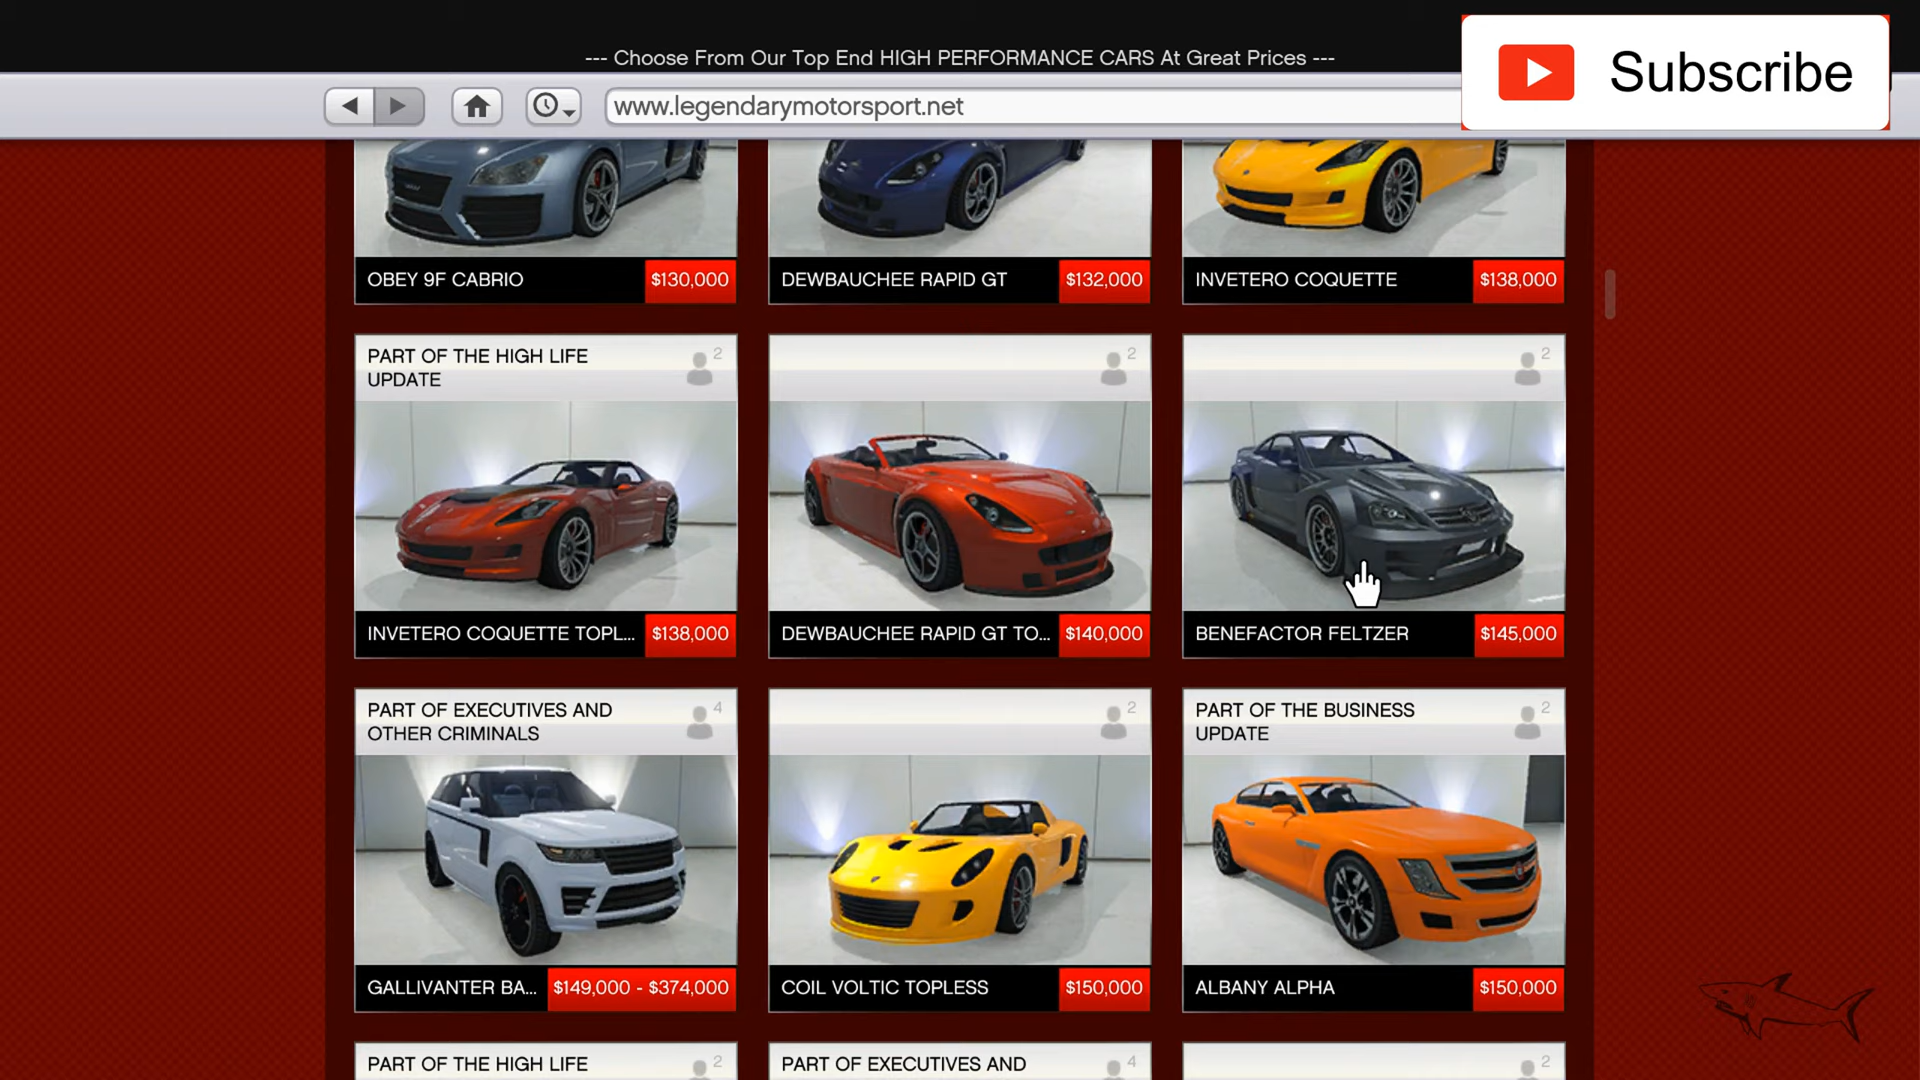 --- Choose From Our Top End HIGH PERFORMANCE CARS At Great Prices ---
Subscribe
www.legendarymotorsport.net
OBEY 9F CABRIO $130,000
DEWBAUCHEE RAPID GT $132,000
INVETERO COQUETTE $138,000
PART OF THE HIGH LIFE
UPDATE
2
2
2
INVETERO COQUETTE TOPL... $138,000
DEWBAUCHEE RAPID GT TO... $140,000
BENEFACTOR FELTZER $145,000
PART OF EXECUTIVES AND
OTHER CRIMINALS
4
2
PART OF THE BUSINESS
UPDATE
2
GALLIVANTER BA... $149,000 - $374,000
COIL VOLTIC TOPLESS $150,000
ALBANY ALPHA $150,000
PART OF THE HIGH LIFE
2
PART OF EXECUTIVES AND
4
2